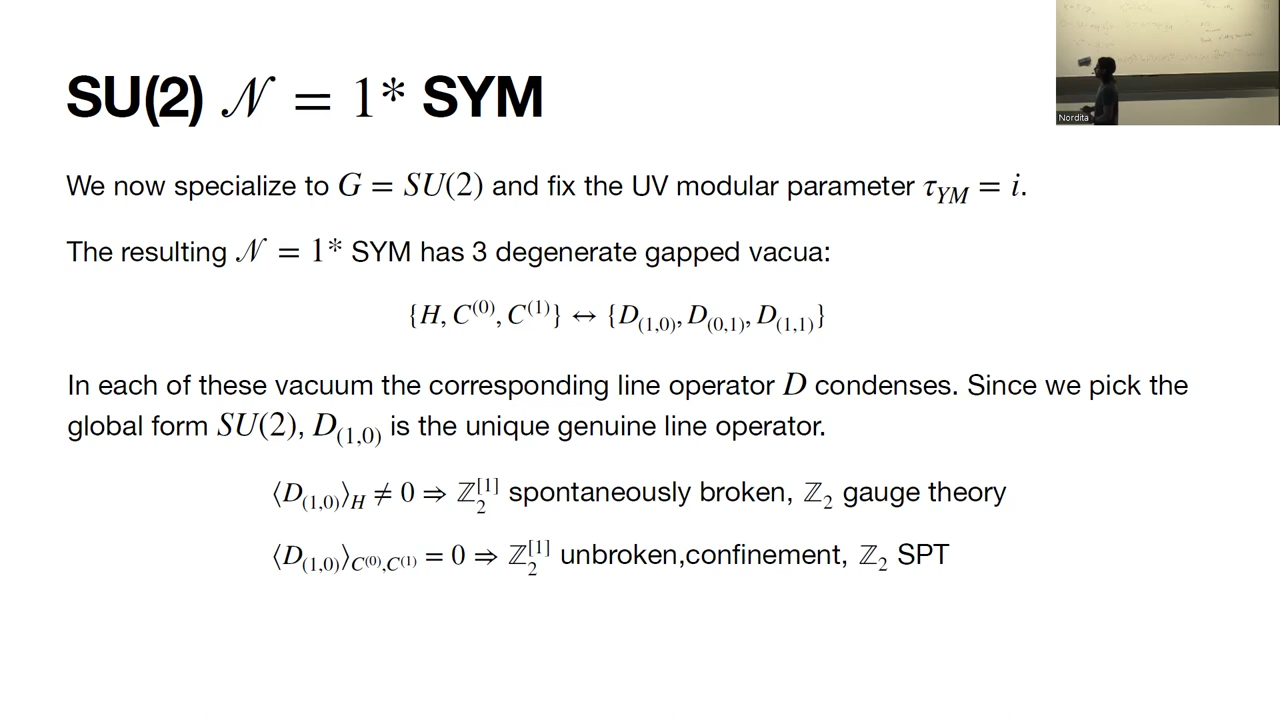 SU(2) 𝒩 = 1* SYM
We now specialize to G = SU(2) and fix the UV modular parameter τ_YM = i.
The resulting 𝒩 = 1* SYM has 3 degenerate gapped vacua:
{H, C^(0), C^(1)} ↔ {D_(1,0), D_(0,1), D_(1,1)}
In each of these vacuum the corresponding line operator D condenses. Since we pick the
global form SU(2), D_(1,0) is the unique genuine line operator.
⟨D_(1,0)⟩_H ≠ 0 ⇒ ℤ_2^[1] spontaneously broken, ℤ_2 gauge theory
⟨D_(1,0)⟩_C^(0),C^(1) = 0 ⇒ ℤ_2^[1] unbroken,confinement, ℤ_2 SPT
Nordita